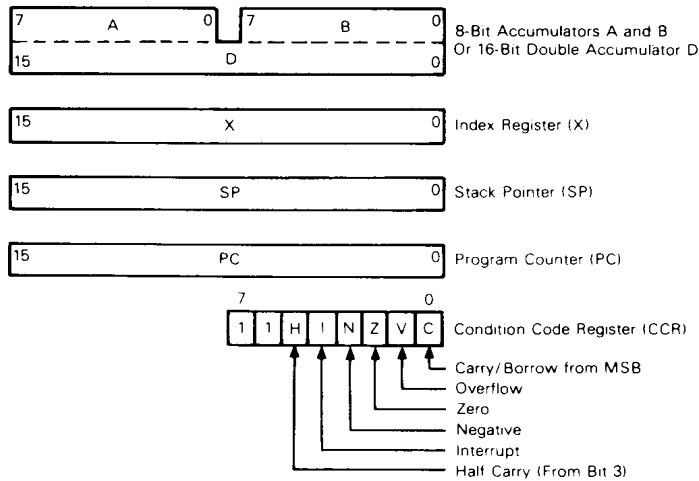 7 A 0 7 B 0
8-Bit Accumulators A and B
15 D 0
Or 16-Bit Double Accumulator D
15 X 0 Index Register (X)
15 SP 0 Stack Pointer (SP)
15 PC 0 Program Counter (PC)
7 0
1 1 H I N Z V C Condition Code Register (CCR)
Carry/Borrow from MSB
Overflow
Zero
Negative
Interrupt
Half Carry (From Bit 3)